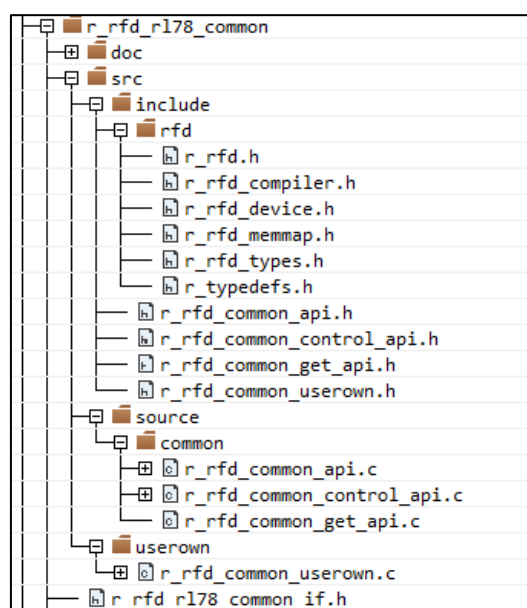 r_rfd_rl78_common
doc
src
include
rfd
r_rfd.h
r_rfd_compiler.h
r_rfd_device.h
r_rfd_memmap.h
r_rfd_types.h
r_typedefs.h
r_rfd_common_api.h
r_rfd_common_control_api.h
r_rfd_common_get_api.h
r_rfd_common_userown.h
source
common
r_rfd_common_api.c
r_rfd_common_control_api.c
r_rfd_common_get_api.c
userown
r_rfd_common_userown.c
r_rfd_rl78_common_if.h